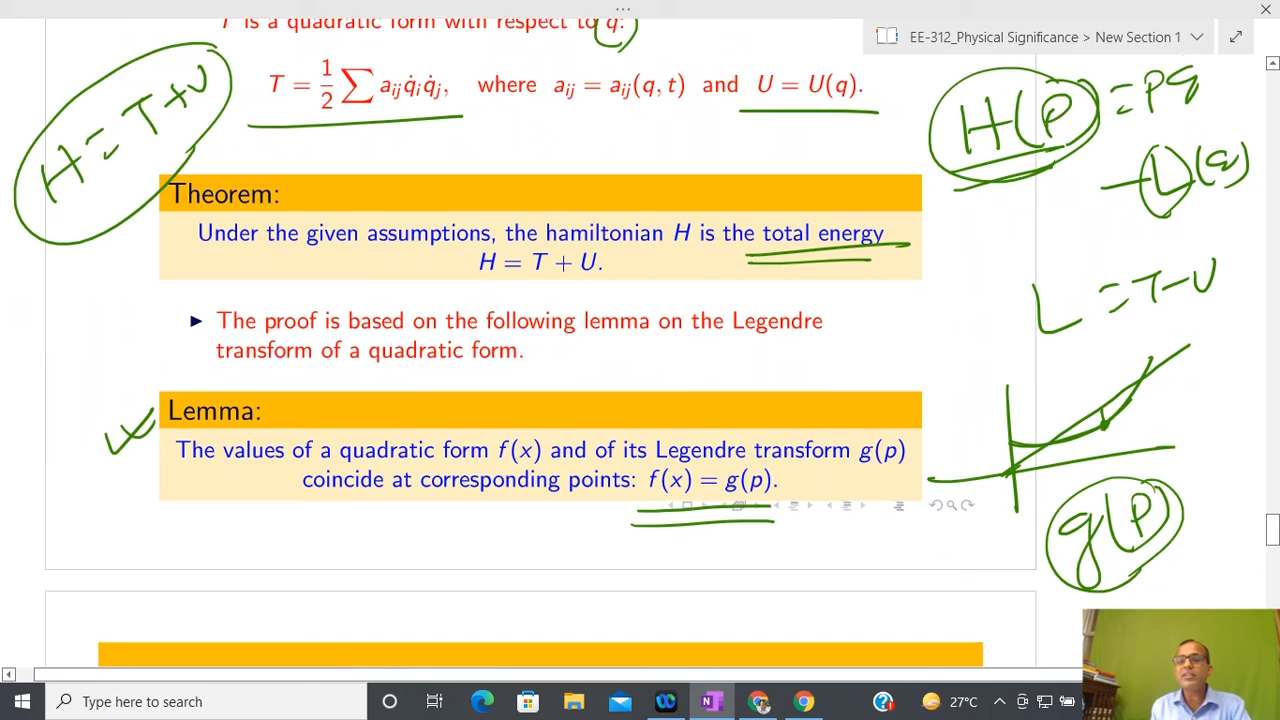 T is a quadratic form with respect to q̇:
EE-312_Physical Significance > New Section 1
T = 1/2 ∑ a_ij q̇_i q̇_j, where a_ij = a_ij(q, t) and U = U(q).
H = T + U
H(P) = Pq
- L(q)
L = T - U
Theorem:
Under the given assumptions, the hamiltonian H is the total energy
H = T + U.
▶ The proof is based on the following lemma on the Legendre
transform of a quadratic form.
Lemma:
The values of a quadratic form f(x) and of its Legendre transform g(p)
coincide at corresponding points: f(x) = g(p).
g(P)
Type here to search
27°C